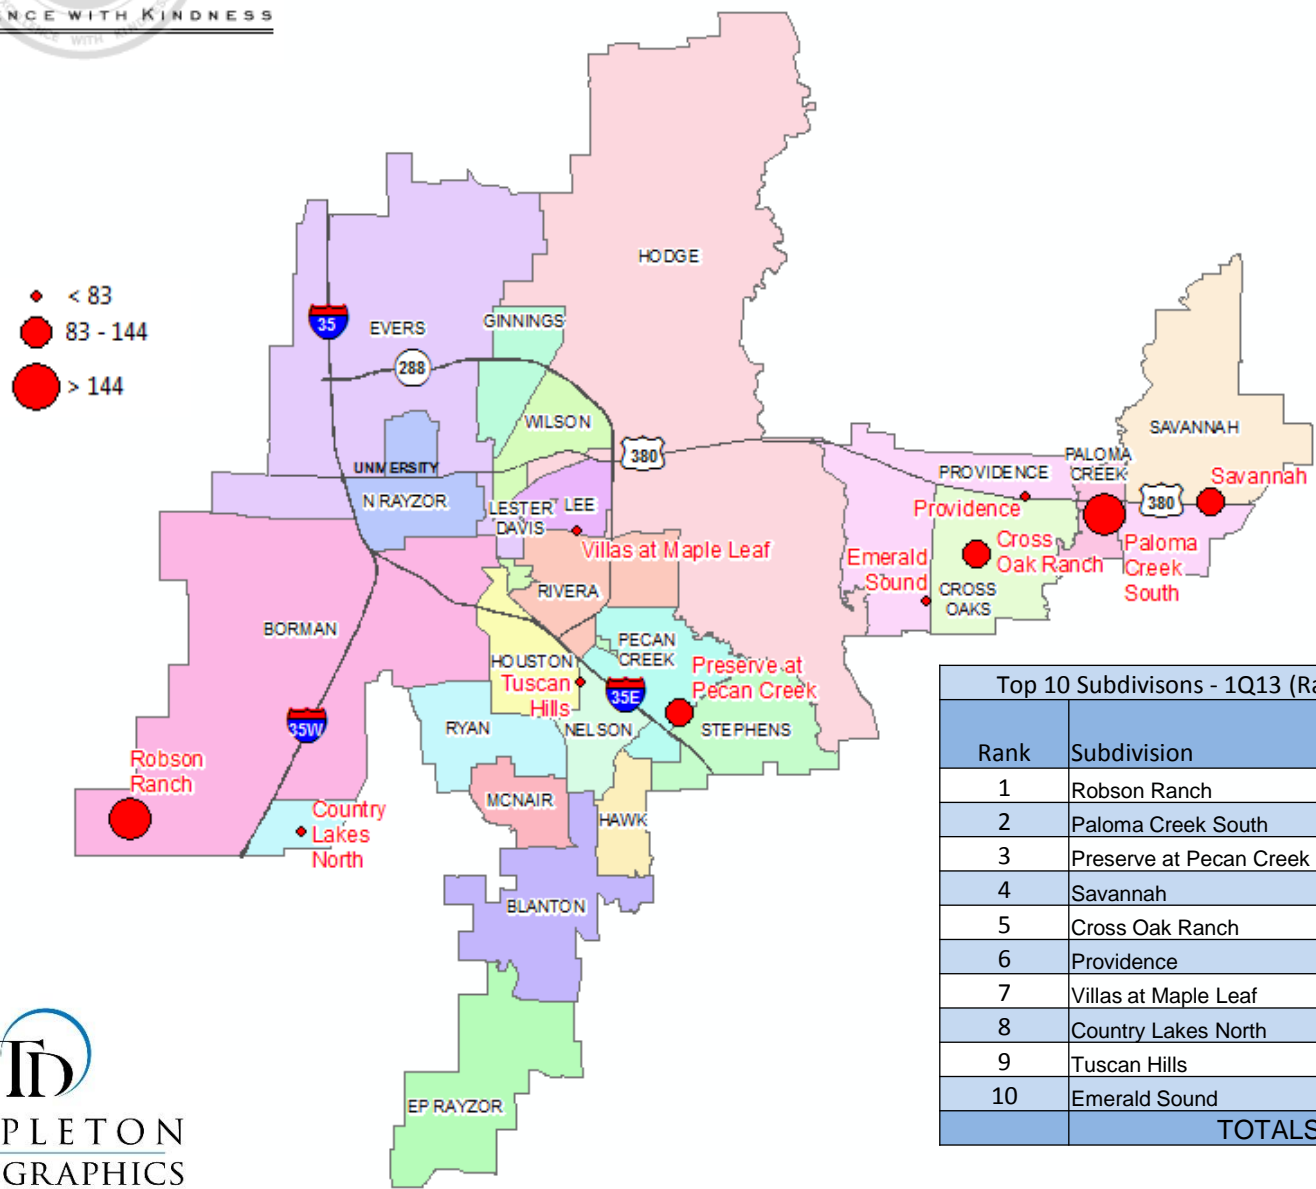 NCE WITH KINDNESS
WITH KINDNESS
< 83
83 - 144
> 144
HODGE
35
EVERS
GINNINGS
288
WILSON
380
UNIVERSITY
N RAYZOR
LESTER
DAVIS
LEE
Villas at Maple Leaf
SAVANNAH
PALOMA
CREEK
PROVIDENCE
Savannah
380
Providence
Cross
Oak Ranch
Paloma
Creek
South
Emerald
Sound
CROSS
OAKS
RIVERA
BORMAN
PECAN
CREEK
HOUSTON
Tuscan
Hills
Preserve at
Pecan Creek
35E
35W
RYAN
NELSON
STEPHENS
Robson
Ranch
MCNAIR
HAWK
Country
Lakes
North
BLANTON
EP RAYZOR
Top 10 Subdivisons - 1Q13 (Ra
Rank Subdivision
1 Robson Ranch
2 Paloma Creek South
3 Preserve at Pecan Creek
4 Savannah
5 Cross Oak Ranch
6 Providence
7 Villas at Maple Leaf
8 Country Lakes North
9 Tuscan Hills
10 Emerald Sound
TOTALS
TD
PLETON
GRAPHICS